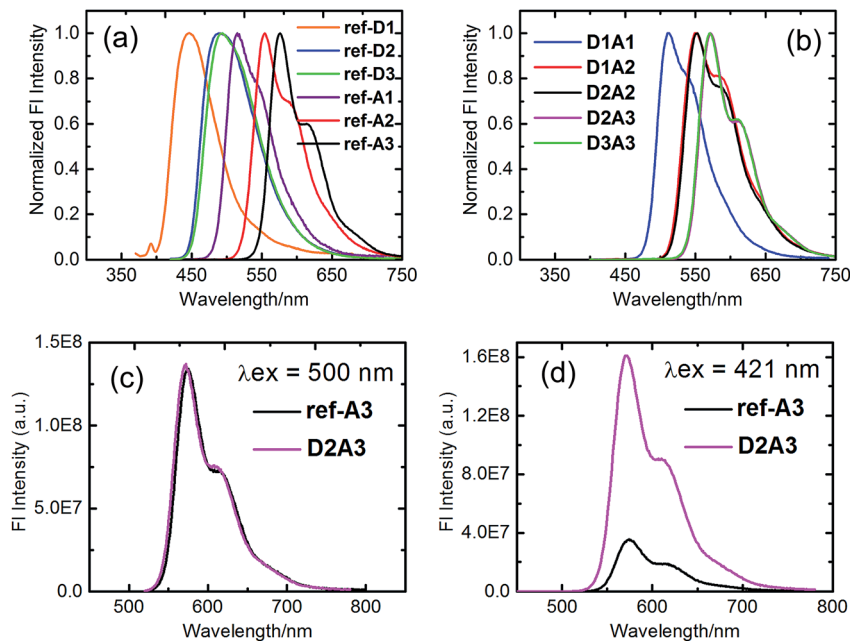 (a)
ref-D1
ref-D2
ref-D3
ref-A1
ref-A2
ref-A3
Normalized FI Intensity
1.0
0.8
0.6
0.4
0.2
0.0
350 450 550 650 750
Wavelength/nm
(b)
D1A1
D1A2
D2A2
D2A3
D3A3
Normalized FI Intensity
1.0
0.8
0.6
0.4
0.2
0.0
350 450 550 650 750
Wavelength/nm
(c)
λex = 500 nm
ref-A3
D2A3
FI Intensity (a.u.)
1.5E8
1.0E8
5.0E7
0.0
500 600 700 800
Wavelength/nm
(d)
λex = 421 nm
ref-A3
D2A3
FI Intensity (a.u.)
1.6E8
1.2E8
8.0E7
4.0E7
0.0
500 600 700 800
Wavelength/nm